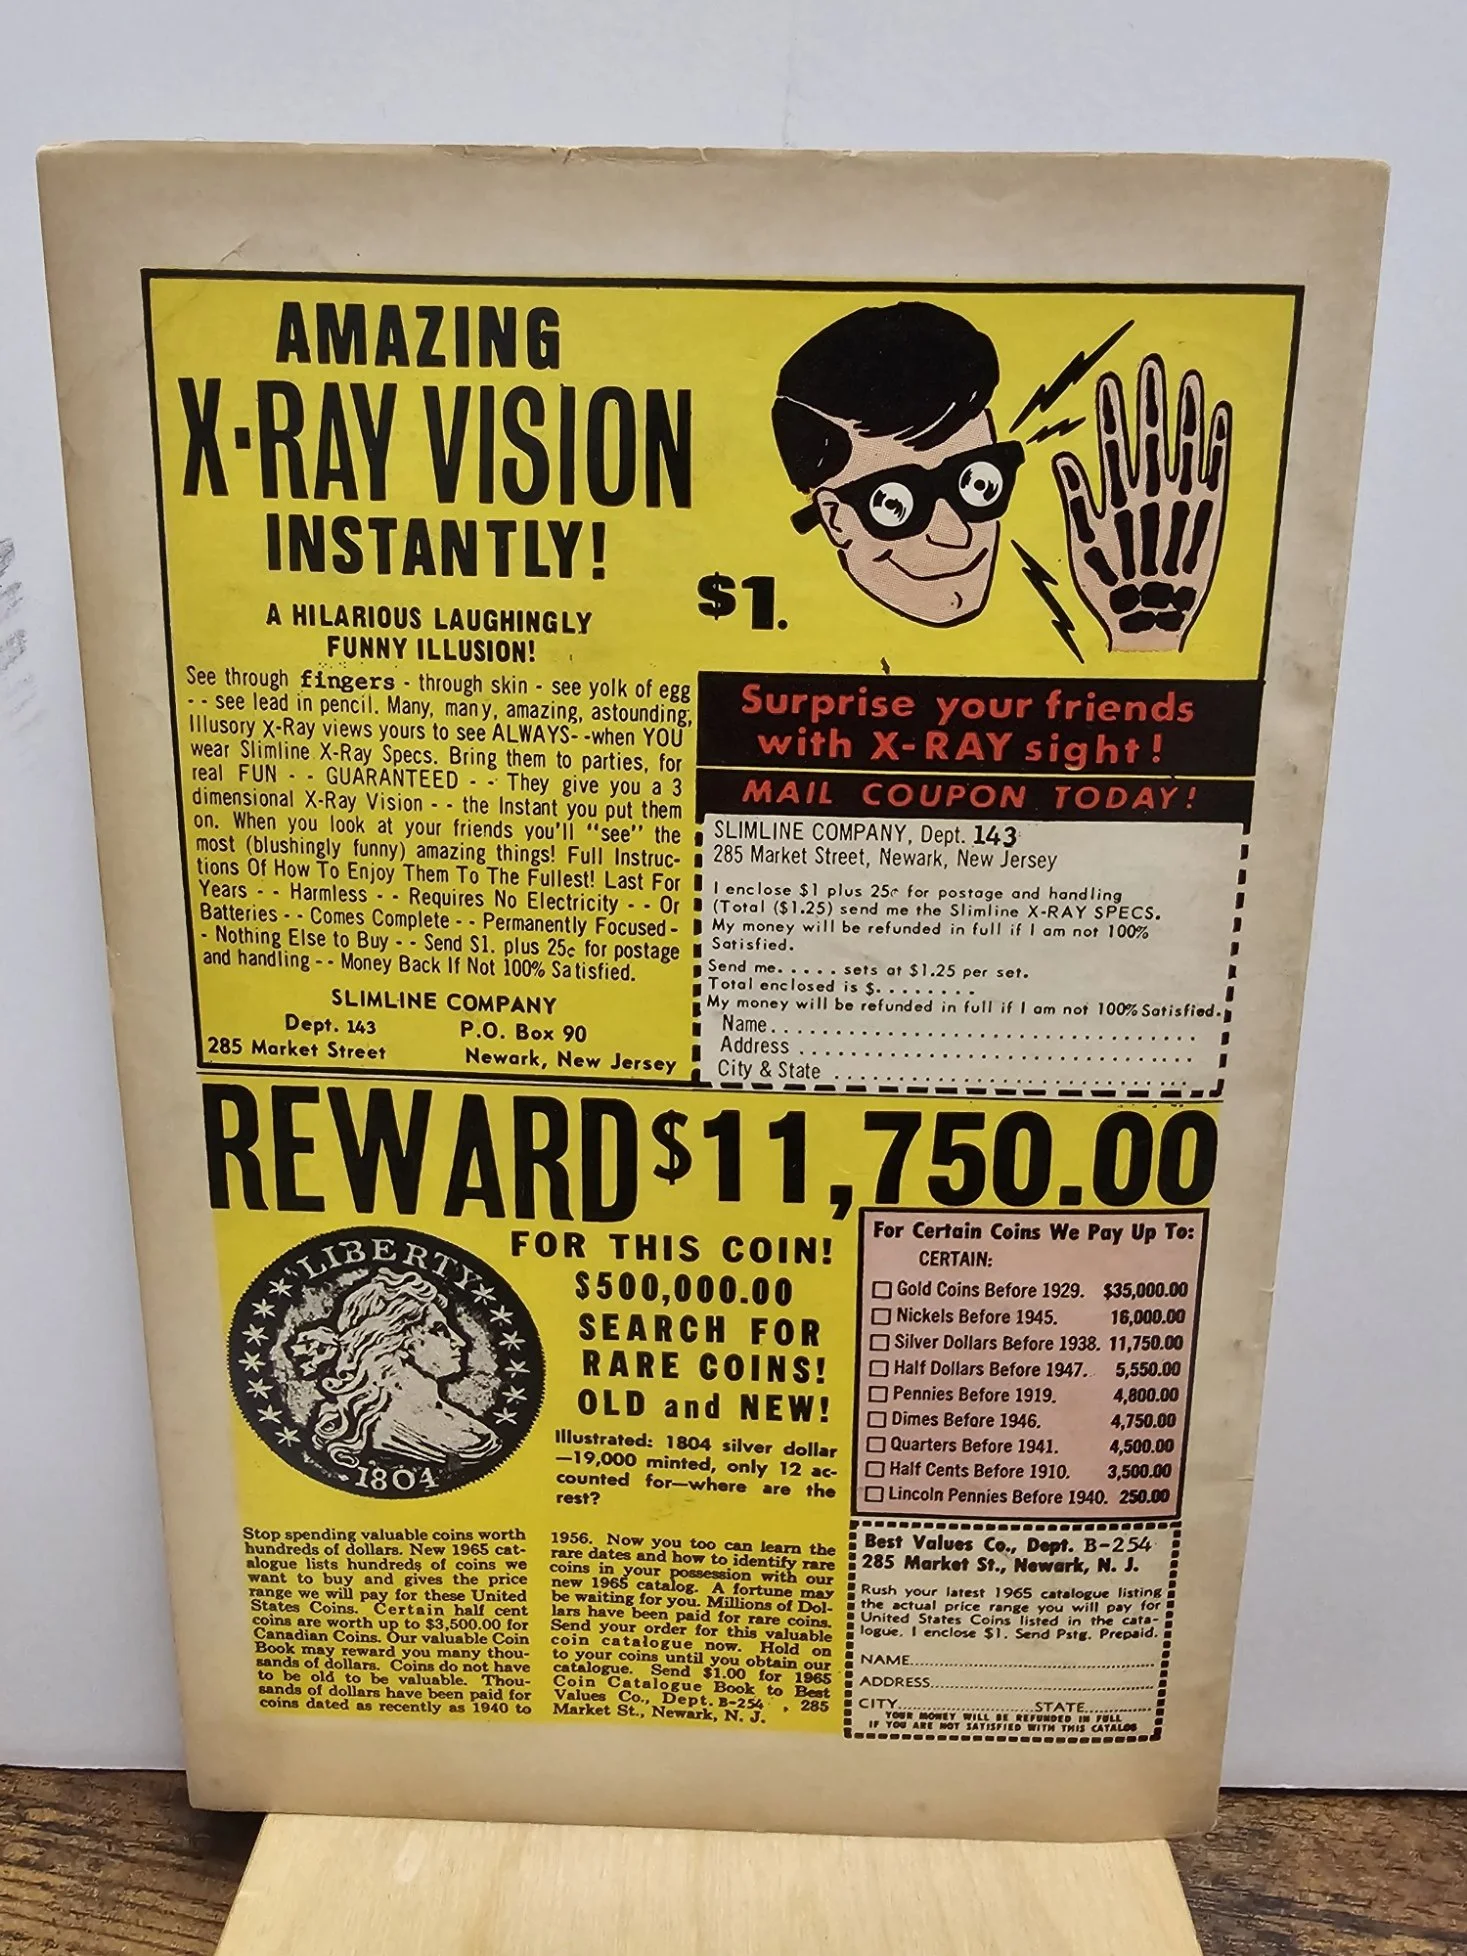 AMAZING
X-RAY VISION
INSTANTLY!
A HILARIOUS LAUGHINGLY
FUNNY ILLUSION!
See through fingers - through skin - see yolk of egg
- - see lead in pencil. Many, many, amazing, astounding,
Illusory X-Ray views yours to see ALWAYS- -when YOU
wear Slimline X-Ray Specs. Bring them to parties, for
real FUN - - GUARANTEED - - They give you a 3
dimensional X-Ray Vision - - the Instant you put them
on. When you look at your friends you'll "see" the
most (blushingly funny) amazing things! Full Instruc-
tions Of How To Enjoy Them To The Fullest! Last For
Years - - Harmless - - Requires No Electricity - - Or
Batteries - - Comes Complete - - Permanently Focused -
- Nothing Else to Buy - - Send $1. plus 25c for postage
and handling - - Money Back If Not 100% Satisfied.
SLIMLINE COMPANY
Dept. 143 P.O. Box 90
285 Market Street Newark, New Jersey
$1.
Surprise your friends
with X-RAY sight!
MAIL COUPON TODAY!
SLIMLINE COMPANY, Dept. 143
285 Market Street, Newark, New Jersey
I enclose $1 plus 25c for postage and handling
(Total ($1.25) send me the Slimline X-RAY SPECS.
My money will be refunded in full if I am not 100%
Satisfied.
Send me. . . . . sets at $1.25 per set.
Total enclosed is $. . . . . . . .
My money will be refunded in full if I am not 100% Satisfied.
Name. . . . . . . . . . . . . . . . . . . . . . . . . . . . . . . . . .
Address . . . . . . . . . . . . . . . . . . . . . . . . . . . . . . . .
City & State . . . . . . . . . . . . . . . . . . . . . . . . . . . . .
REWARD $11,750.00
LIBERTY
1804
FOR THIS COIN!
$500,000.00
SEARCH FOR
RARE COINS!
OLD and NEW!
Illustrated: 1804 silver dollar
—19,000 minted, only 12 ac-
counted for—where are the
rest?
For Certain Coins We Pay Up To:
CERTAIN:
Gold Coins Before 1929. $35,000.00
Nickels Before 1945. 16,000.00
Silver Dollars Before 1938. 11,750.00
Half Dollars Before 1947. 5,550.00
Pennies Before 1919. 4,800.00
Dimes Before 1946. 4,750.00
Quarters Before 1941. 4,500.00
Half Cents Before 1910. 3,500.00
Lincoln Pennies Before 1940. 250.00
Stop spending valuable coins worth
hundreds of dollars. New 1965 cat-
alogue lists hundreds of coins we
want to buy and gives the price
range we will pay for these United
States Coins. Certain half cent
coins are worth up to $3,500.00 for
Canadian Coins. Our valuable Coin
Book may reward you many thou-
sands of dollars. Coins do not have
to be old to be valuable. Thou-
sands of dollars have been paid for
coins dated as recently as 1940 to
1956. Now you too can learn the
rare dates and how to identify rare
coins in your possession with our
new 1965 catalog. A fortune may
be waiting for you. Millions of Dol-
lars have been paid for rare coins.
Send your order for this valuable
coin catalogue now. Hold on
to your coins until you obtain our
catalogue. Send $1.00 for 1965
Coin Catalogue Book to Best
Values Co., Dept. B-254 , 285
Market St., Newark, N. J.
Best Values Co., Dept. B-254
285 Market St., Newark, N. J.
Rush your latest 1965 catalogue listing
the actual price range you will pay for
United States Coins listed in the cata-
logue. I enclose $1. Send Pstg. Prepaid.
NAME............................................
ADDRESS........................................
CITY.........................STATE.............
YOUR MONEY WILL BE REFUNDED IN FULL
IF YOU ARE NOT SATISFIED WITH THIS CATALOG